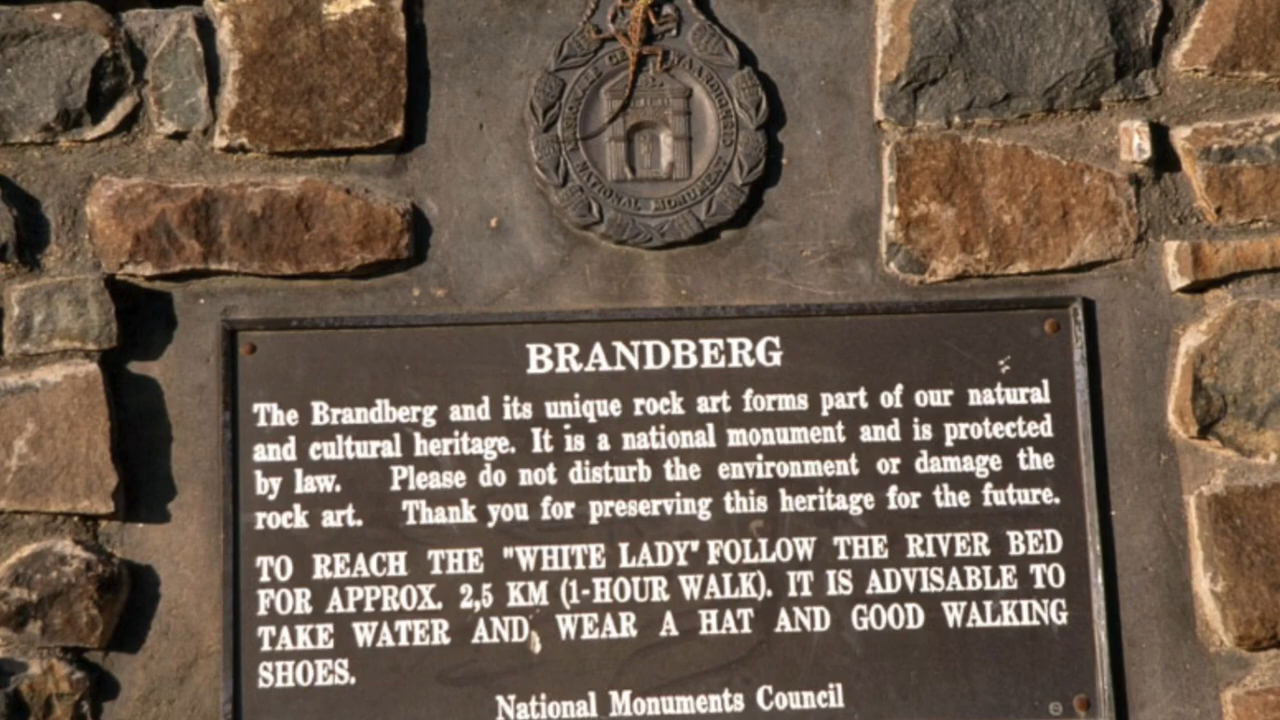 NATIONAL MONUMENT
BRANDBERG
The Brandberg and its unique rock art forms part of our natural
and cultural heritage. It is a national monument and is protected
by law. Please do not disturb the environment or damage the
rock art. Thank you for preserving this heritage for the future.
TO REACH THE "WHITE LADY" FOLLOW THE RIVER BED
FOR APPROX. 2,5 KM (1-HOUR WALK). IT IS ADVISABLE TO
TAKE WATER AND, WEAR A HAT AND GOOD WALKING
SHOES.
National Monuments Council